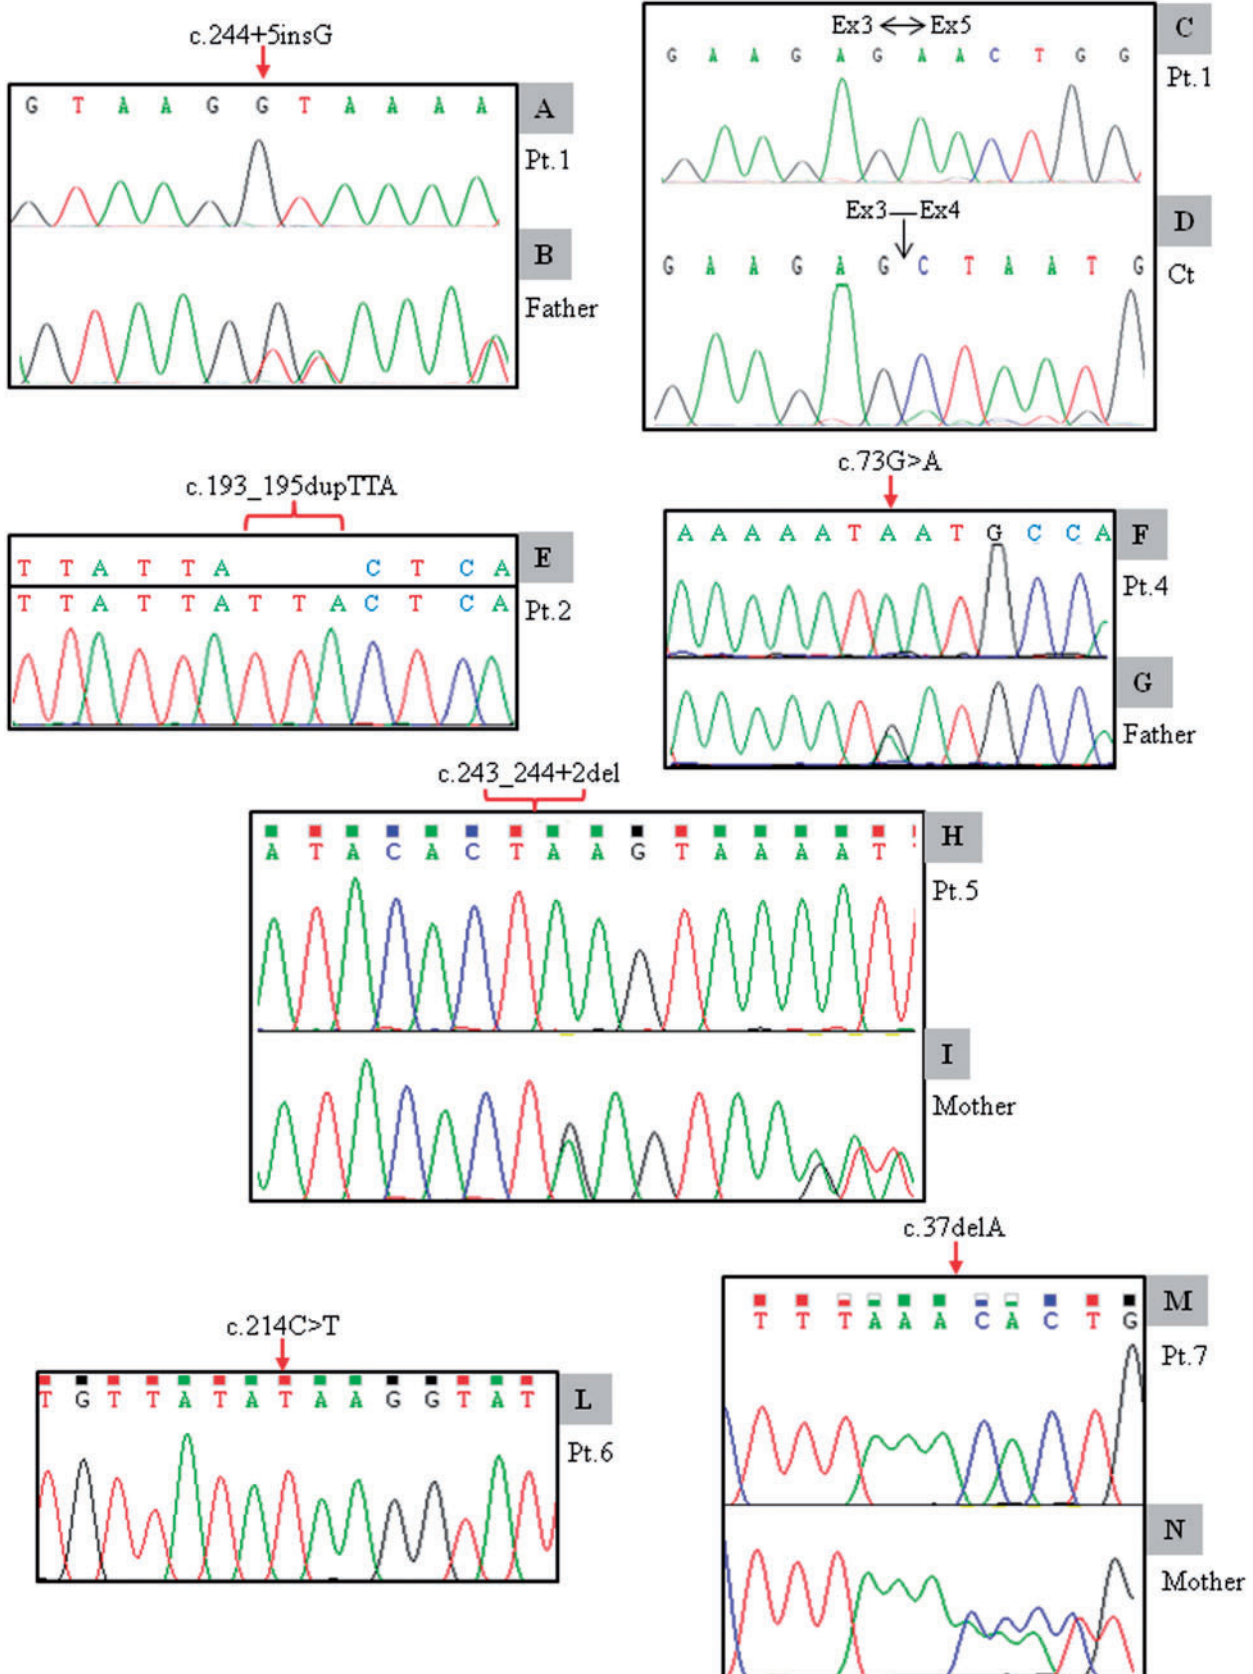 c.244+5insG
G T A A G G T A A A A
A
Pt.1
B
Father
Ex3 ↔ Ex5
G A A G A G A A C T G G
C
Pt.1
Ex3—Ex4
G A A G A G C T A A T G
D
Ct
c.193_195dupTTA
T T A T T A C T C A
E
T T A T T A T T A C T C A
Pt.2
c.73G>A
A A A A A T A A T G C C A
F
Pt.4
G
Father
c.243_244+2del
A T A C A C T A A G T A A A A T
H
Pt.5
I
Mother
c.214C>T
T G T T A T A T A A G G T A T
L
Pt.6
c.37delA
T T T A A A C A C T G
M
Pt.7
N
Mother